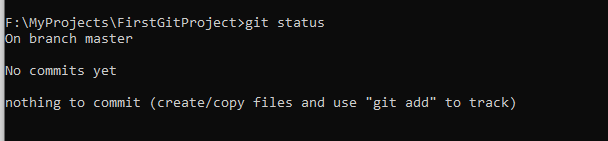 F:\MyProjects\FirstGitProject>git status
On branch master
No commits yet
nothing to commit (create/copy files and use "git add" to track)